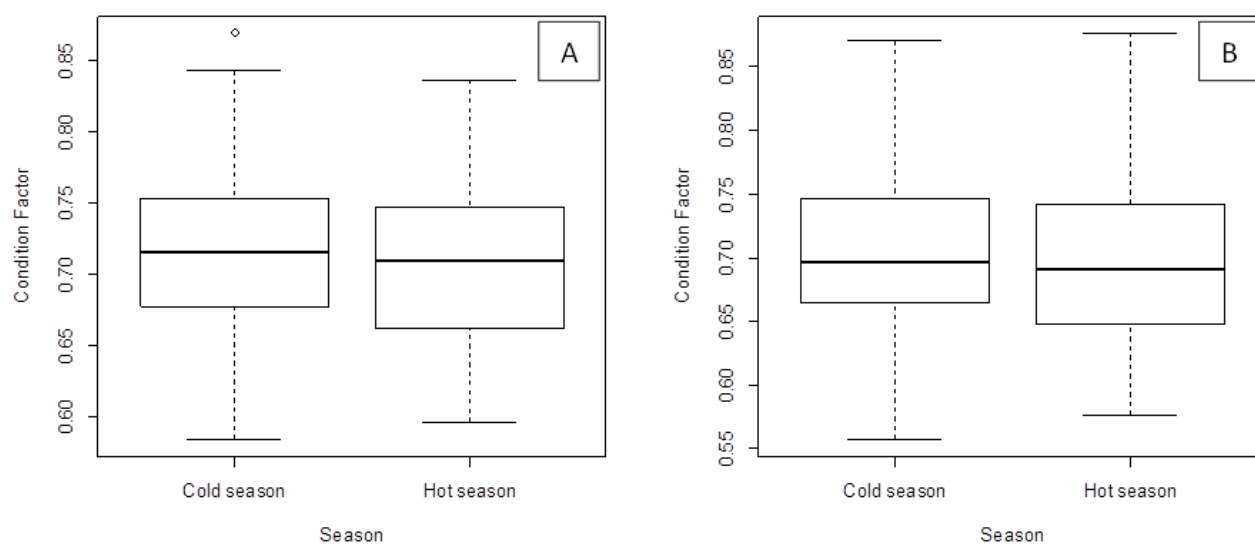 A
Condition Factor
0.85
0.80
0.75
0.70
0.65
0.60
Cold season
Hot season
Season
B
Condition Factor
0.85
0.80
0.75
0.70
0.65
0.60
0.55
Cold season
Hot season
Season